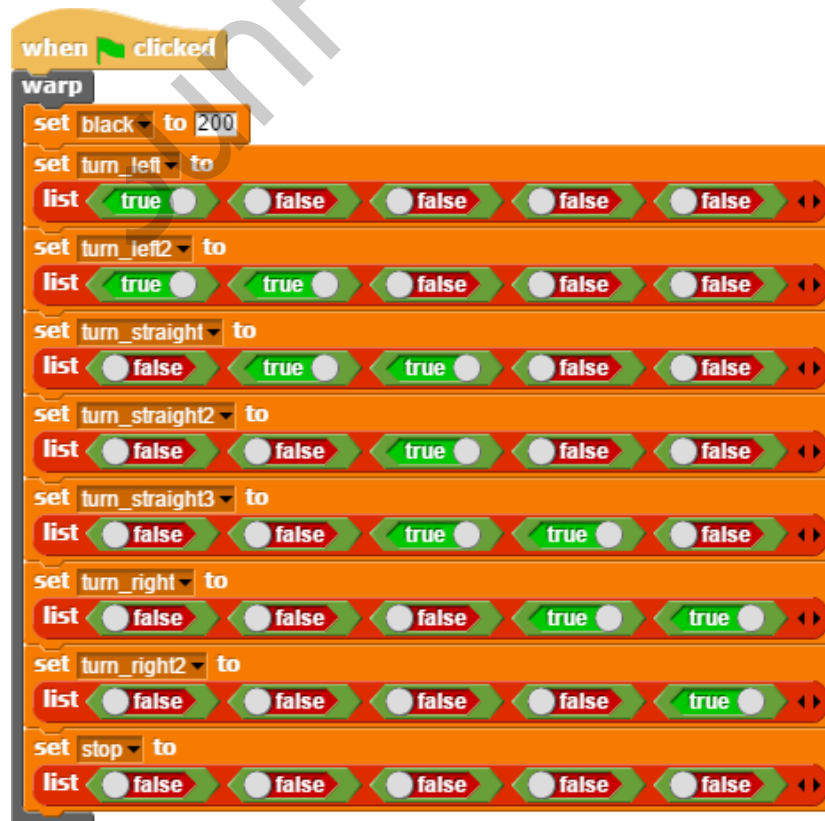 when clicked
warp
set black to 200
set turn_left to
list true false false false false
set turn_left2 to
list true true false false false
set turn_straight to
list false true true false false
set turn_straight2 to
list false false true false false
set turn_straight3 to
list false false true true false
set turn_right to
list false false false true true
set turn_right2 to
list false false false false true
set stop to
list false false false false false